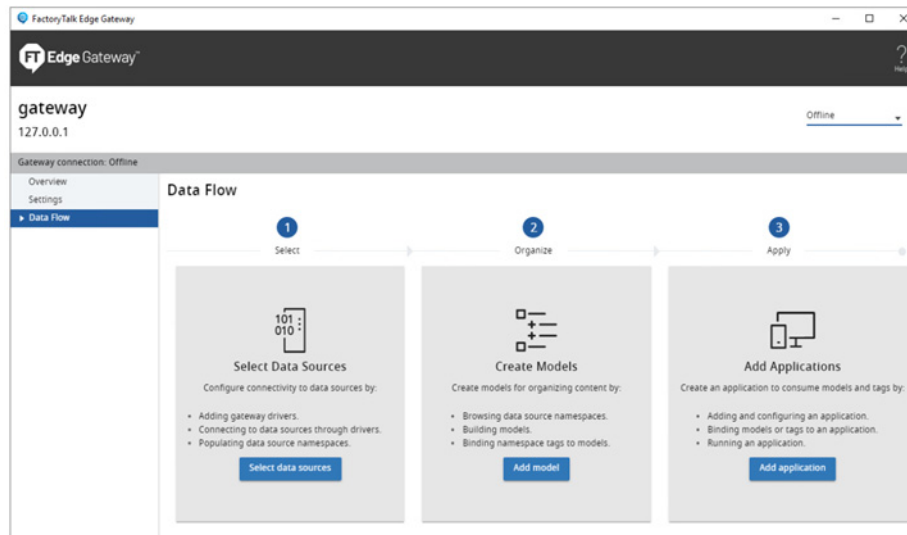 FactoryTalk Edge Gateway
FT Edge Gateway™
Help
gateway
127.0.0.1
Offline
Gateway connection: Offline
Overview
Settings
Data Flow
Data Flow
1
Select
2
Organize
3
Apply
101
010
Select Data Sources
Configure connectivity to data sources by:
• Adding gateway drivers.
• Connecting to data sources through drivers.
• Populating data source namespaces.
Select data sources
Create Models
Create models for organizing content by:
• Browsing data source namespaces.
• Building models.
• Binding namespace tags to models.
Add model
Add Applications
Create an application to consume models and tags by:
• Adding and configuring an application.
• Binding models or tags to an application.
• Running an application.
Add application